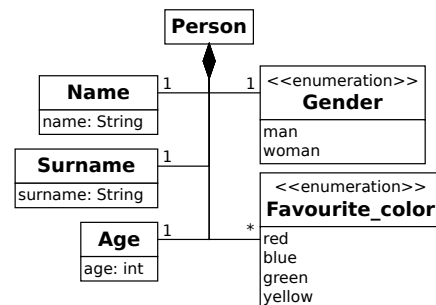 Person
Name
name: String
1
1
<<enumeration>>
Gender
man
woman
Surname
surname: String
1
Age
age: int
1
*
<<enumeration>>
Favourite_color
red
blue
green
yellow